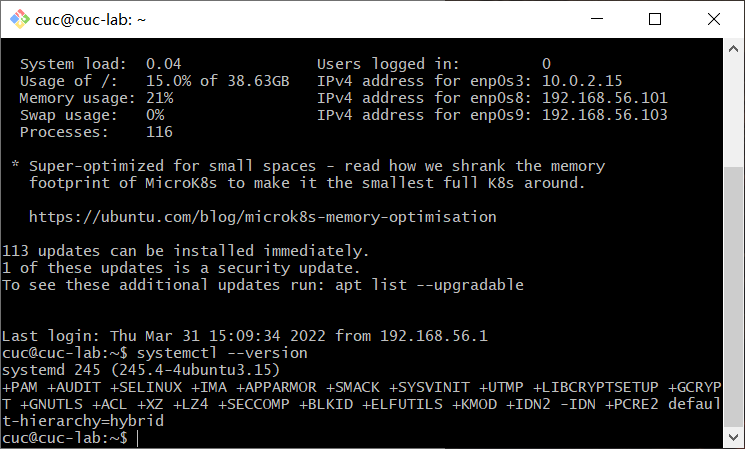 cuc@cuc-lab: ~
System load:  0.04               Users logged in:         0
Usage of /:   15.0% of 38.63GB   IPv4 address for enp0s3: 10.0.2.15
Memory usage: 21%                IPv4 address for enp0s8: 192.168.56.101
Swap usage:   0%                 IPv4 address for enp0s9: 192.168.56.103
Processes:    116
* Super-optimized for small spaces - read how we shrank the memory
footprint of MicroK8s to make it the smallest full K8s around.
https://ubuntu.com/blog/microk8s-memory-optimisation
113 updates can be installed immediately.
1 of these updates is a security update.
To see these additional updates run: apt list --upgradable
Last login: Thu Mar 31 15:09:34 2022 from 192.168.56.1
cuc@cuc-lab:~$ systemctl --version
systemd 245 (245.4-4ubuntu3.15)
+PAM +AUDIT +SELINUX +IMA +APPARMOR +SMACK +SYSVINIT +UTMP +LIBCRYPTSETUP +GCRYP
T +GNUTLS +ACL +XZ +LZ4 +SECCOMP +BLKID +ELFUTILS +KMOD +IDN2 -IDN +PCRE2 defaul
t-hierarchy=hybrid
cuc@cuc-lab:~$